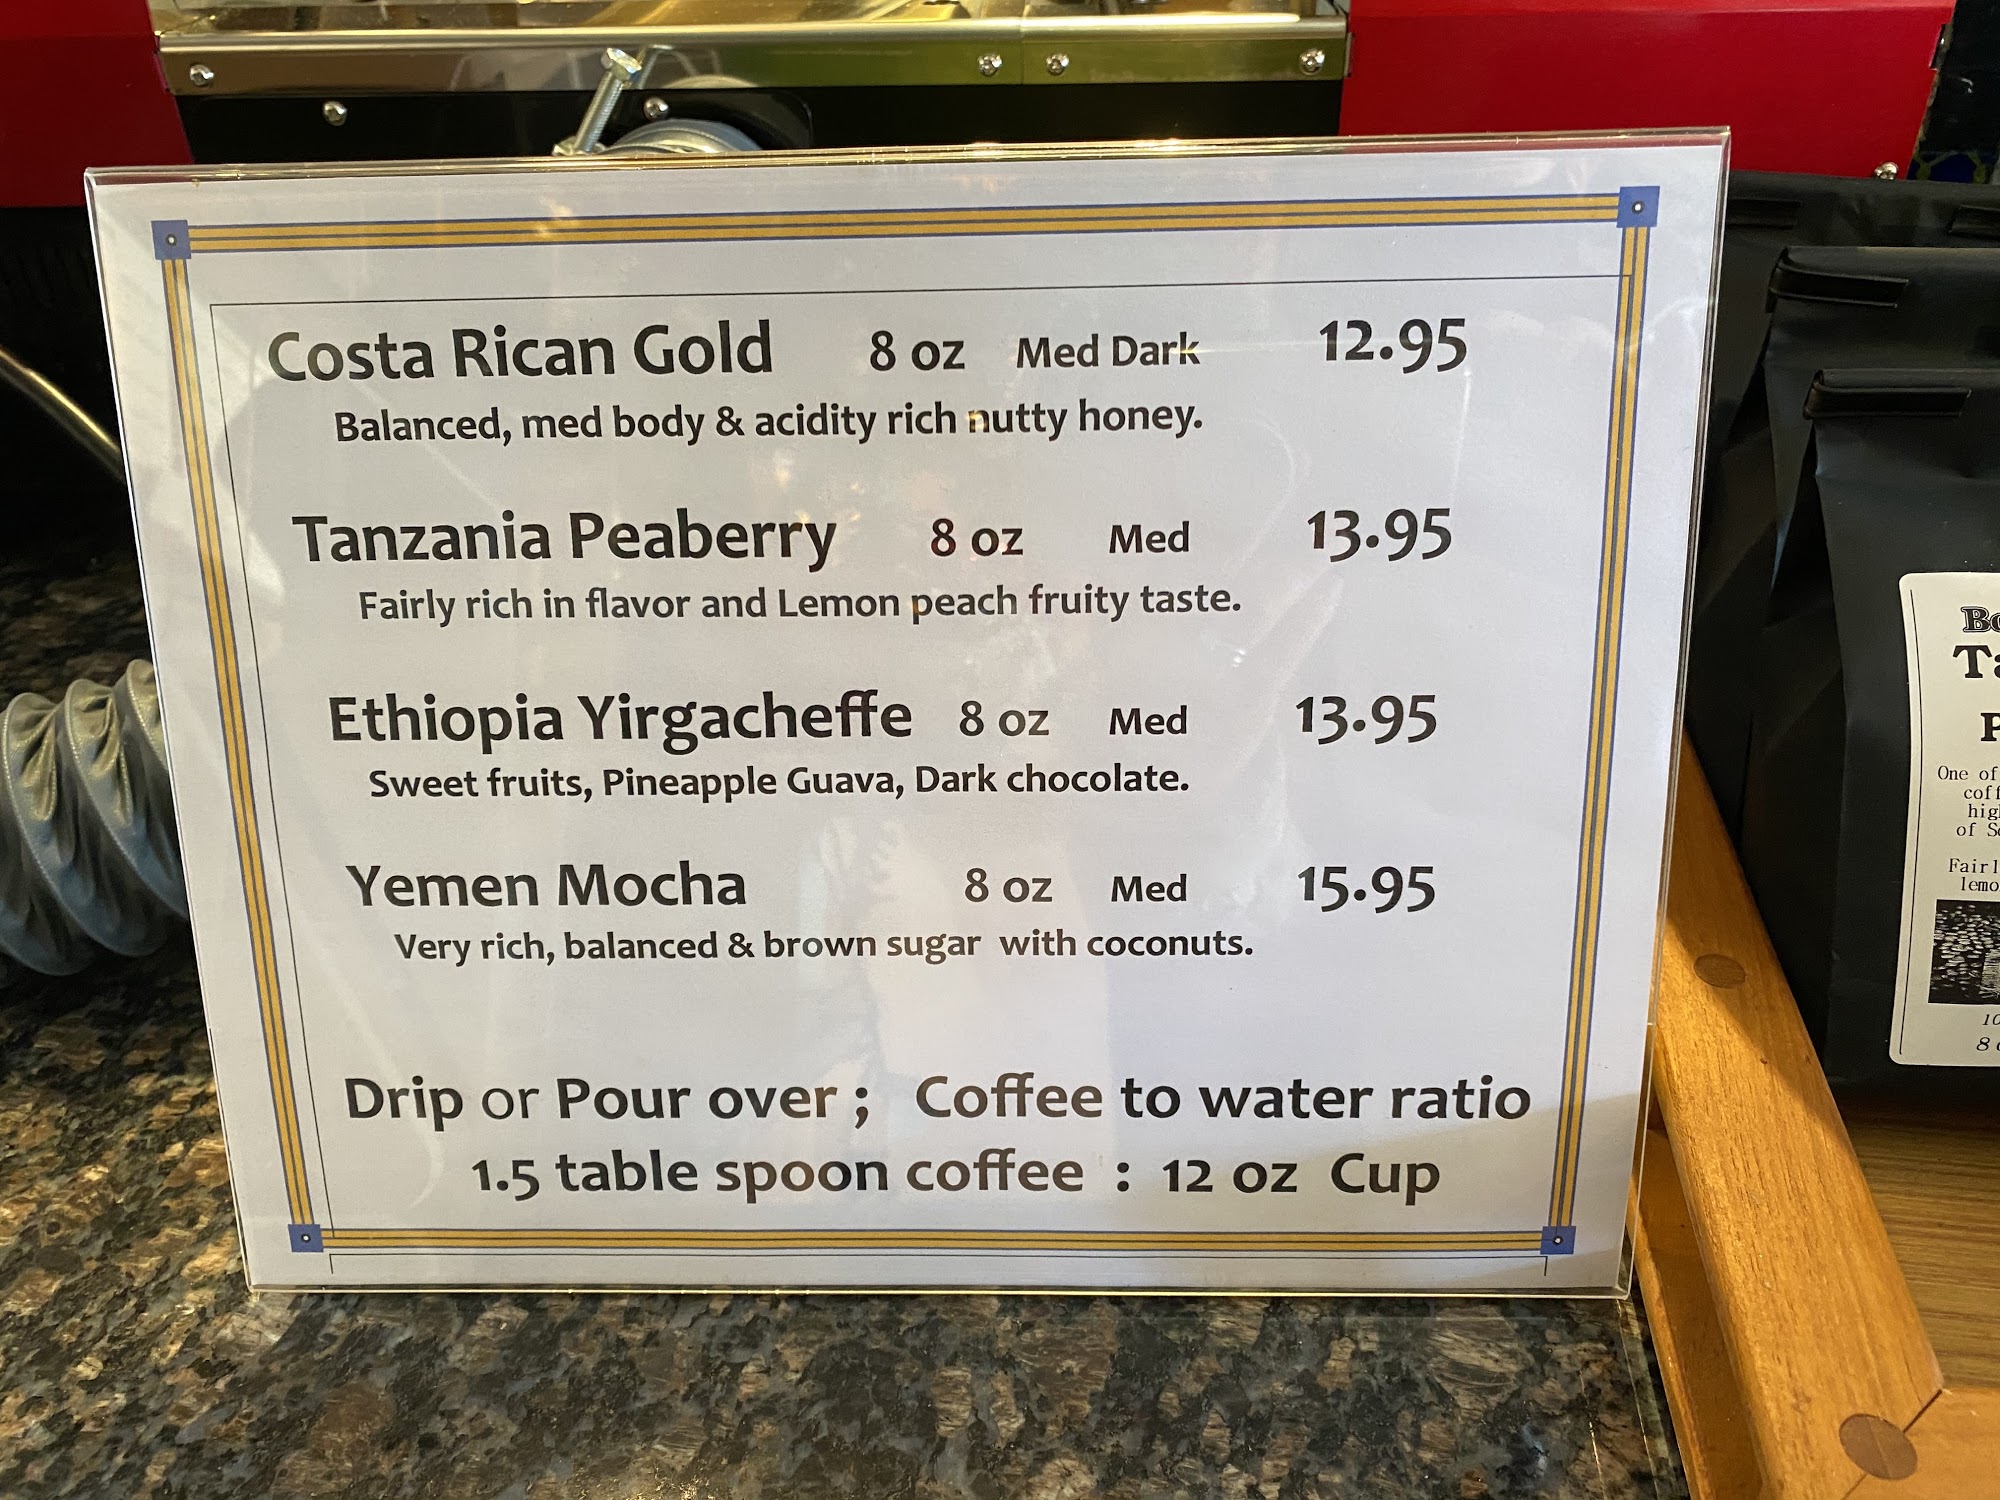 Costa Rican Gold 8 oz Med Dark 12.95
Balanced, med body & acidity rich nutty honey.
Tanzania Peaberry 8 oz Med 13.95
Fairly rich in flavor and Lemon peach fruity taste.
Ethiopia Yirgacheffe 8 oz Med 13.95
Sweet fruits, Pineapple Guava, Dark chocolate.
Yemen Mocha 8 oz Med 15.95
Very rich, balanced & brown sugar with coconuts.
Drip or Pour over ; Coffee to water ratio
1.5 table spoon coffee : 12 oz Cup
One of
of
8